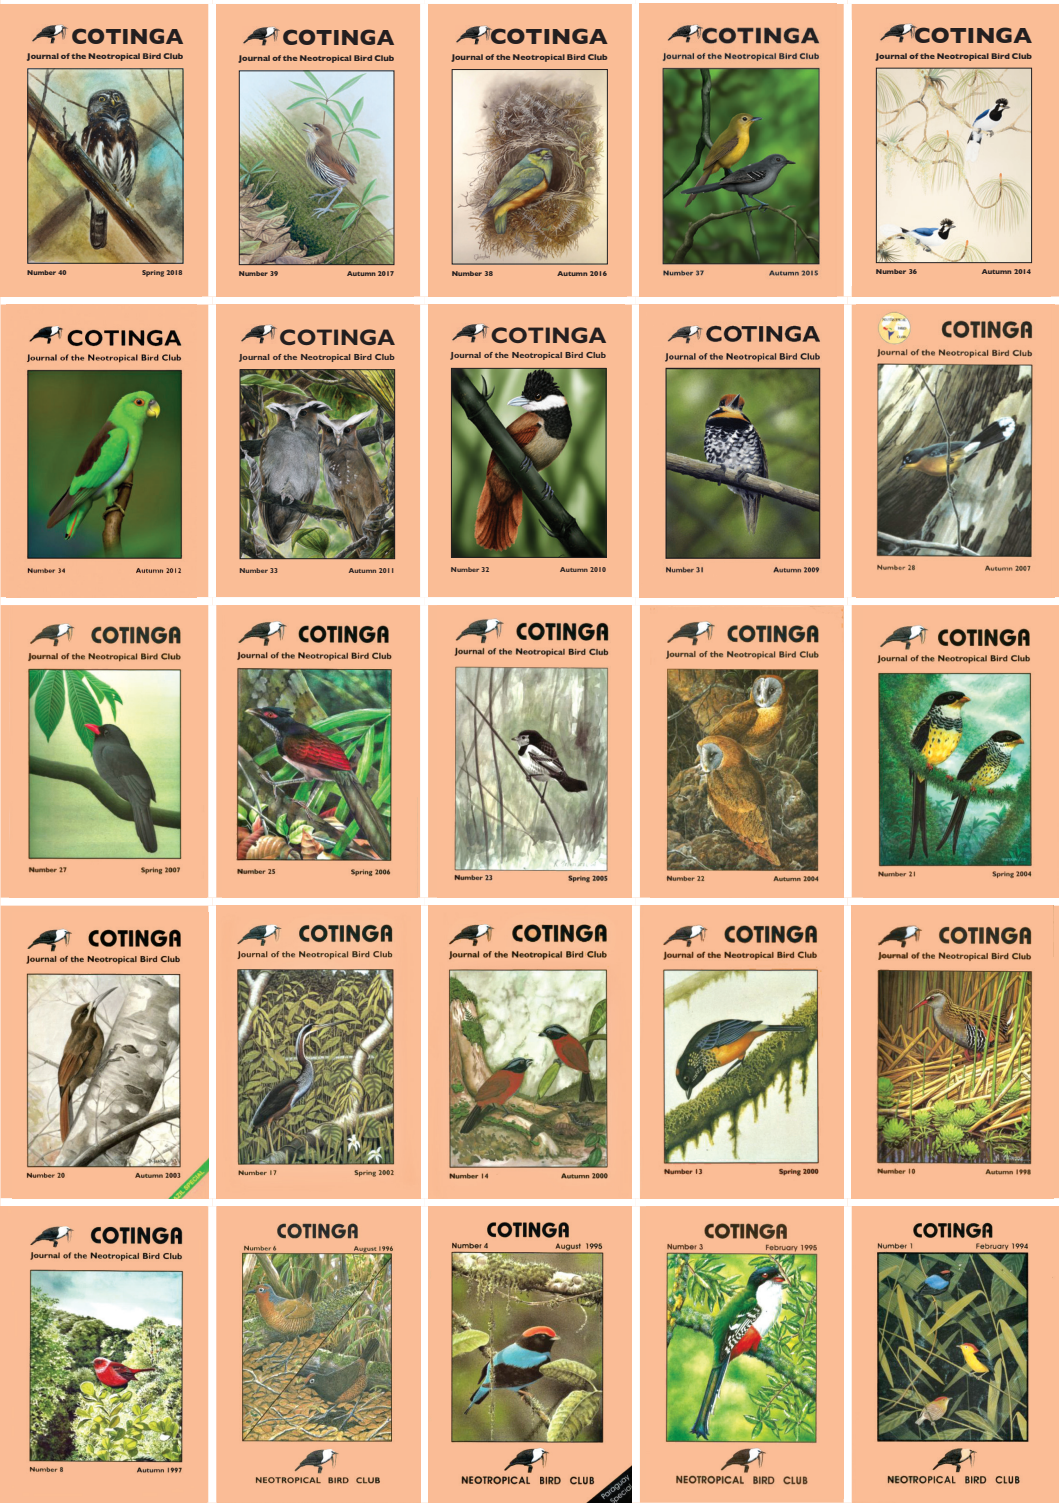 COTINGA
Journal of the Neotropical Bird Club
Number 40 Spring 2018
COTINGA
Journal of the Neotropical Bird Club
Number 39 Autumn 2017
COTINGA
Journal of the Neotropical Bird Club
Number 38 Autumn 2016
COTINGA
Journal of the Neotropical Bird Club
Number 37 Autumn 2015
COTINGA
Journal of the Neotropical Bird Club
Number 36 Autumn 2014
COTINGA
Journal of the Neotropical Bird Club
Number 34 Autumn 2012
COTINGA
Journal of the Neotropical Bird Club
Number 33 Autumn 2011
COTINGA
Journal of the Neotropical Bird Club
Number 32 Autumn 2010
COTINGA
Journal of the Neotropical Bird Club
Number 31 Autumn 2009
NEOTROPICAL
BIRD
CLUB
COTINGA
Journal of the Neotropical Bird Club
Number 28 Autumn 2007
COTINGA
Journal of the Neotropical Bird Club
Number 27 Spring 2007
COTINGA
Journal of the Neotropical Bird Club
Number 25 Spring 2006
COTINGA
Journal of the Neotropical Bird Club
Number 23 Spring 2005
COTINGA
Journal of the Neotropical Bird Club
Number 22 Autumn 2004
COTINGA
Journal of the Neotropical Bird Club
Number 21 Spring 2004
COTINGA
Journal of the Neotropical Bird Club
Number 20 Autumn 2003
SPECIAL
COTINGA
Journal of the Neotropical Bird Club
Number 17 Spring 2002
COTINGA
Journal of the Neotropical Bird Club
Number 14 Autumn 2000
COTINGA
Journal of the Neotropical Bird Club
Number 13 Spring 2000
COTINGA
Journal of the Neotropical Bird Club
Number 10 Autumn 1998
COTINGA
Journal of the Neotropical Bird Club
Number 8 Autumn 1997
COTINGA
Number 6 August 1996
NEOTROPICAL BIRD CLUB
COTINGA
Number 4 August 1995
NEOTROPICAL BIRD CLUB
Paraguay
Special
COTINGA
Number 3 February 1995
NEOTROPICAL BIRD CLUB
COTINGA
Number 1 February 1994
NEOTROPICAL BIRD CLUB